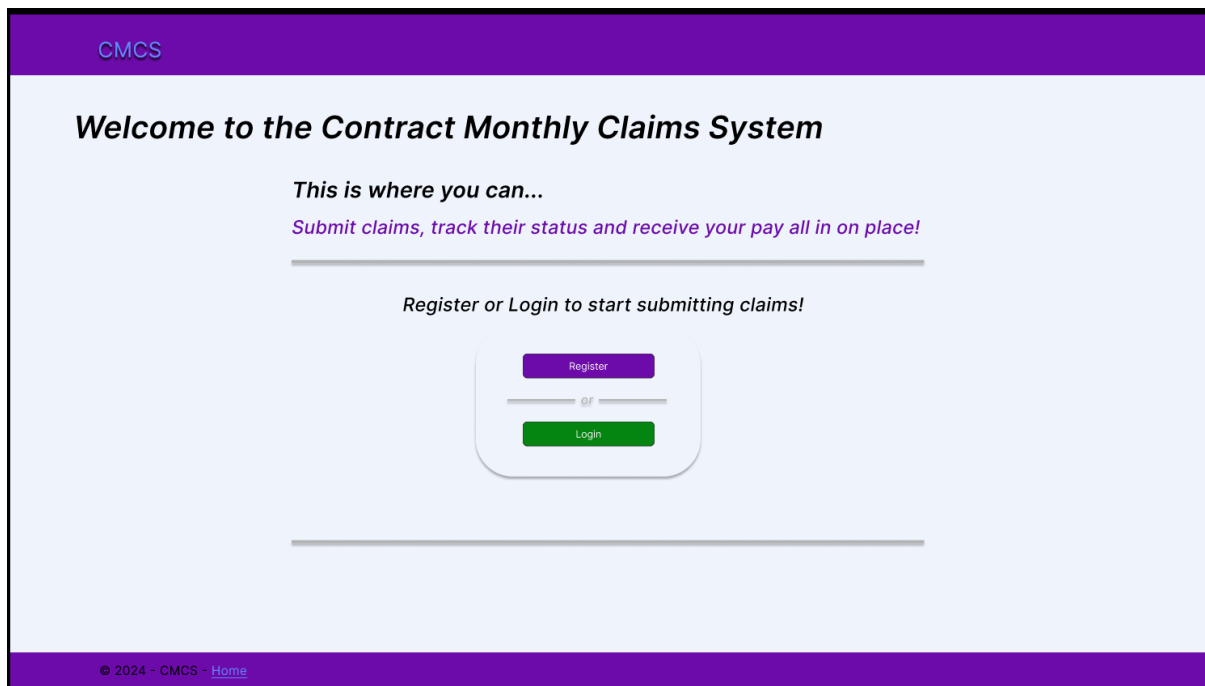 CMCS
Welcome to the Contract Monthly Claims System
This is where you can...
Submit claims, track their status and receive your pay all in on place!
Register or Login to start submitting claims!
Register
or
Login
© 2024 - CMCS - Home